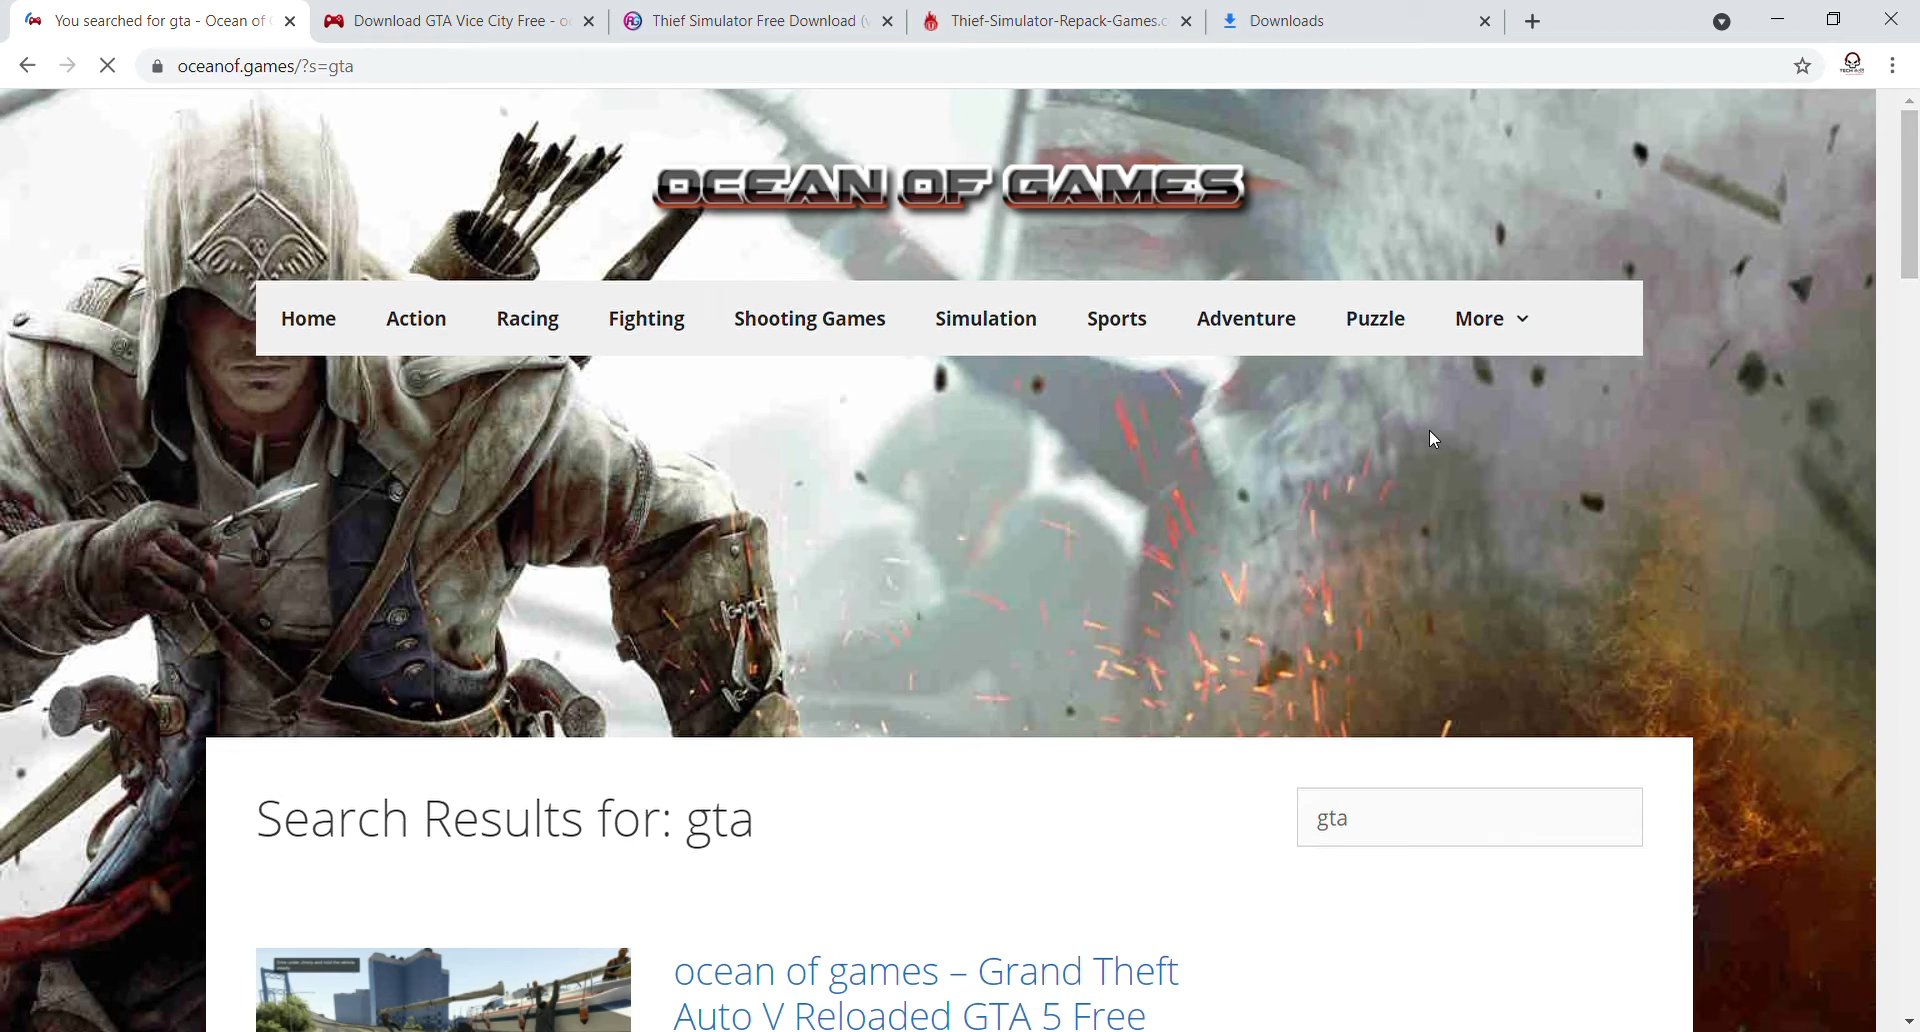 You searched for gta - Ocean of
Download GTA Vice City Free - oc
Thief Simulator Free Download (v
Thief-Simulator-Repack-Games.c
Downloads
oceanof.games/?s=gta
OCEAN OF GAMES
Home
Action
Racing
Fighting
Shooting Games
Simulation
Sports
Adventure
Puzzle
More
Search Results for: gta
gta
ocean of games – Grand Theft
Auto V Reloaded GTA 5 Free